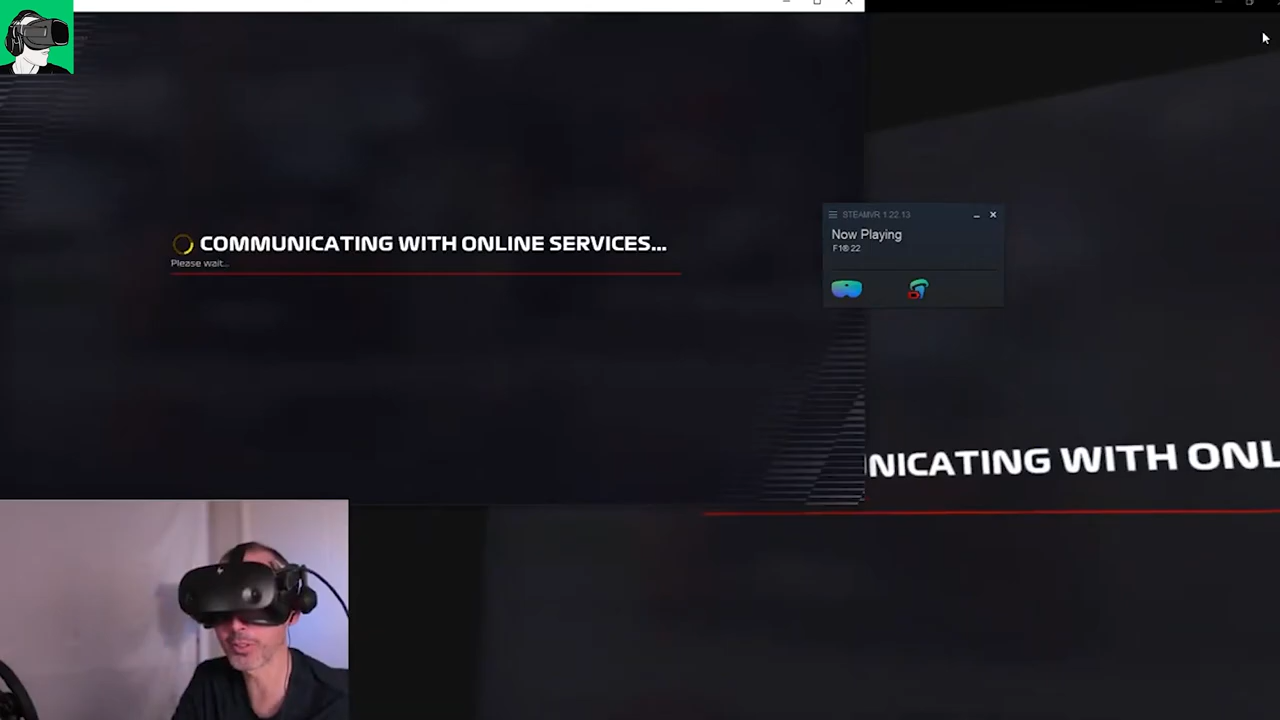 COMMUNICATING WITH ONLINE SERVICES...
Please wait...
STEAMVR 1.22.13
Now Playing
F1® 22
NICATING WITH ONL